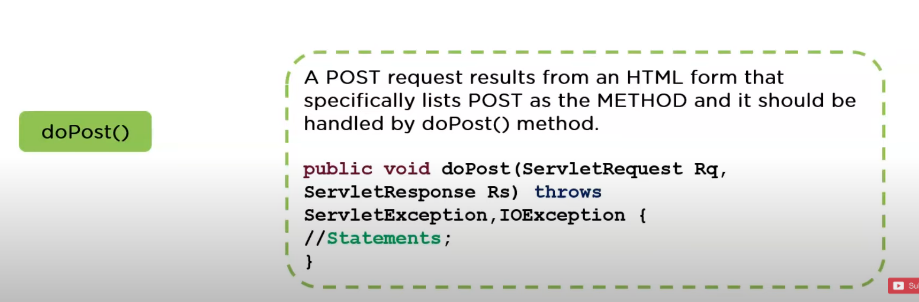 doPost()
A POST request results from an HTML form that
specifically lists POST as the METHOD and it should be
handled by doPost() method.
public void doPost(ServletRequest Rq,
ServletResponse Rs) throws
ServletException,IOException {
//Statements;
}
Su